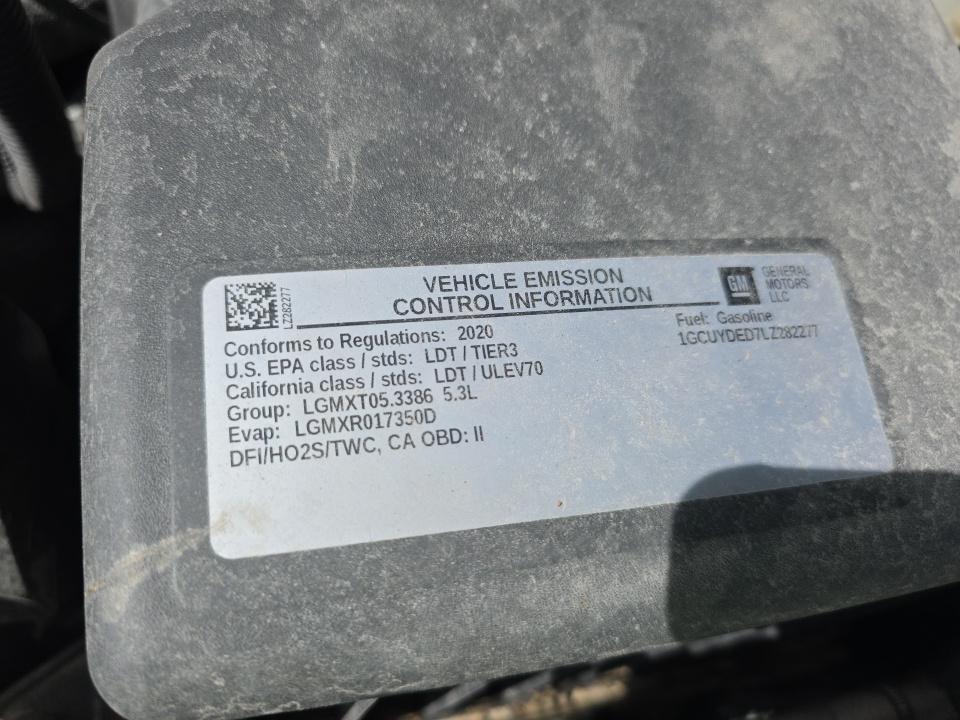 VEHICLE EMISSION
CONTROL INFORMATION
GM
GENERAL
MOTORS
LLC
LZ282277
Conforms to Regulations: 2020
U.S. EPA class / stds: LDT / TIER3
California class / stds: LDT / ULEV70
Group: LGMXT05.3386 5.3L
Evap: LGMXR017350D
DFI/HO2S/TWC, CA OBD: II
Fuel: Gasoline
1GCUYDED7LZ282277